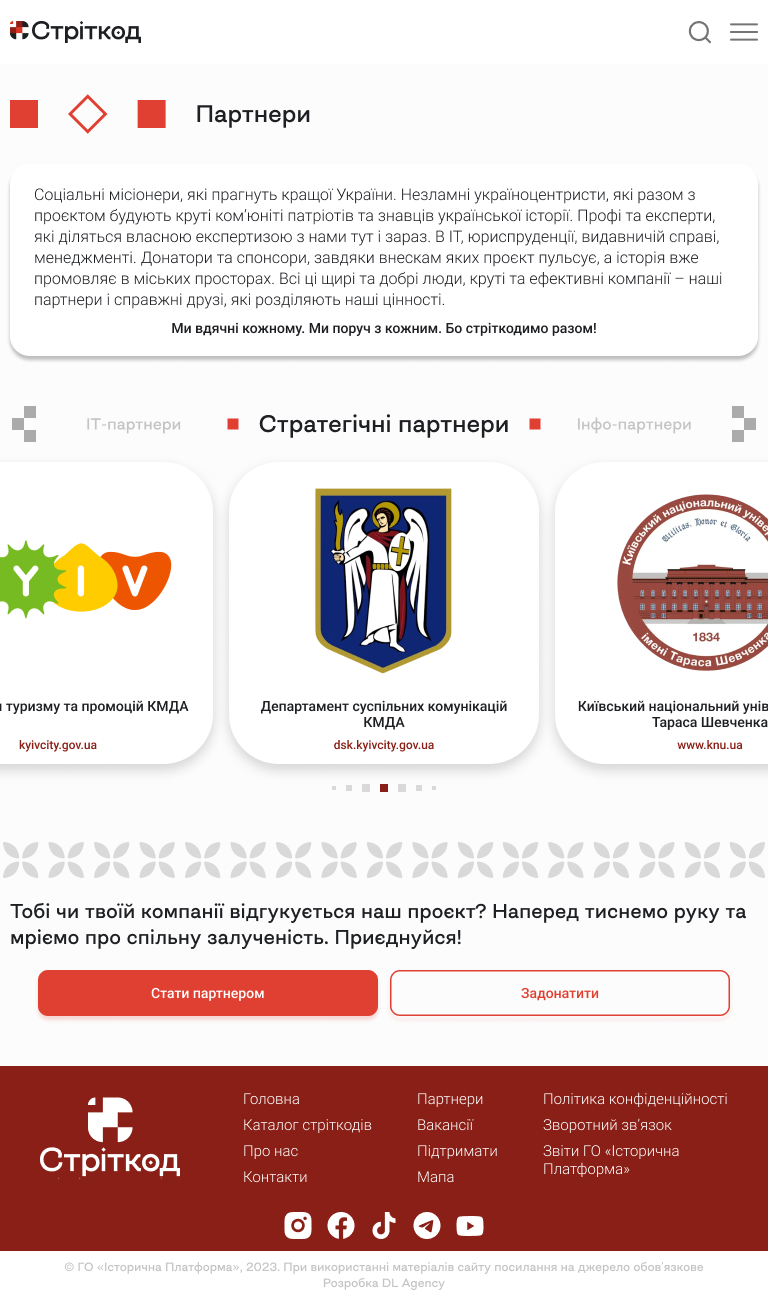 Стріткод
Партнери
Соціальні місіонери, які прагнуть кращої України. Незламні україноцентристи, які разом з
проєктом будують круті ком’юніті патріотів та знавців української історії. Профі та експерти,
які діляться власною експертизою з нами тут і зараз. В ІТ, юриспруденції, видавничій справі,
менеджменті. Донатори та спонсори, завдяки внескам яких проєкт пульсує, а історія вже
промовляє в міських просторах. Всі ці щирі та добрі люди, круті та ефективні компанії – наші
партнери і справжні друзі, які розділяють наші цінності.
Ми вдячні кожному. Ми поруч з кожним. Бо стріткодимо разом!
ІТ-партнери
Стратегічні партнери
Інфо-партнери
YIV
туризму та промоцій КМДА
kyivcity.gov.ua
Департамент суспільних комунікацій
КМДА
dsk.kyivcity.gov.ua
Київський національний уніве
Utilitas, Honor et Gloria
1834
імені Тараса Шевченка
Київський національний унів
Тараса Шевченка
www.knu.ua
Тобі чи твоїй компанії відгукується наш проєкт? Наперед тиснемо руку та
мріємо про спільну залученість. Приєднуйся!
Стати партнером
Задонатити
Стріткод
Головна
Каталог стріткодів
Про нас
Контакти
Партнери
Вакансії
Підтримати
Мапа
Політика конфіденційності
Зворотний зв’язок
Звіти ГО «Історична
Платформа»
© ГО «Історична Платформа», 2023. При використанні матеріалів сайту посилання на джерело обов’язкове
Розробка DL Agency